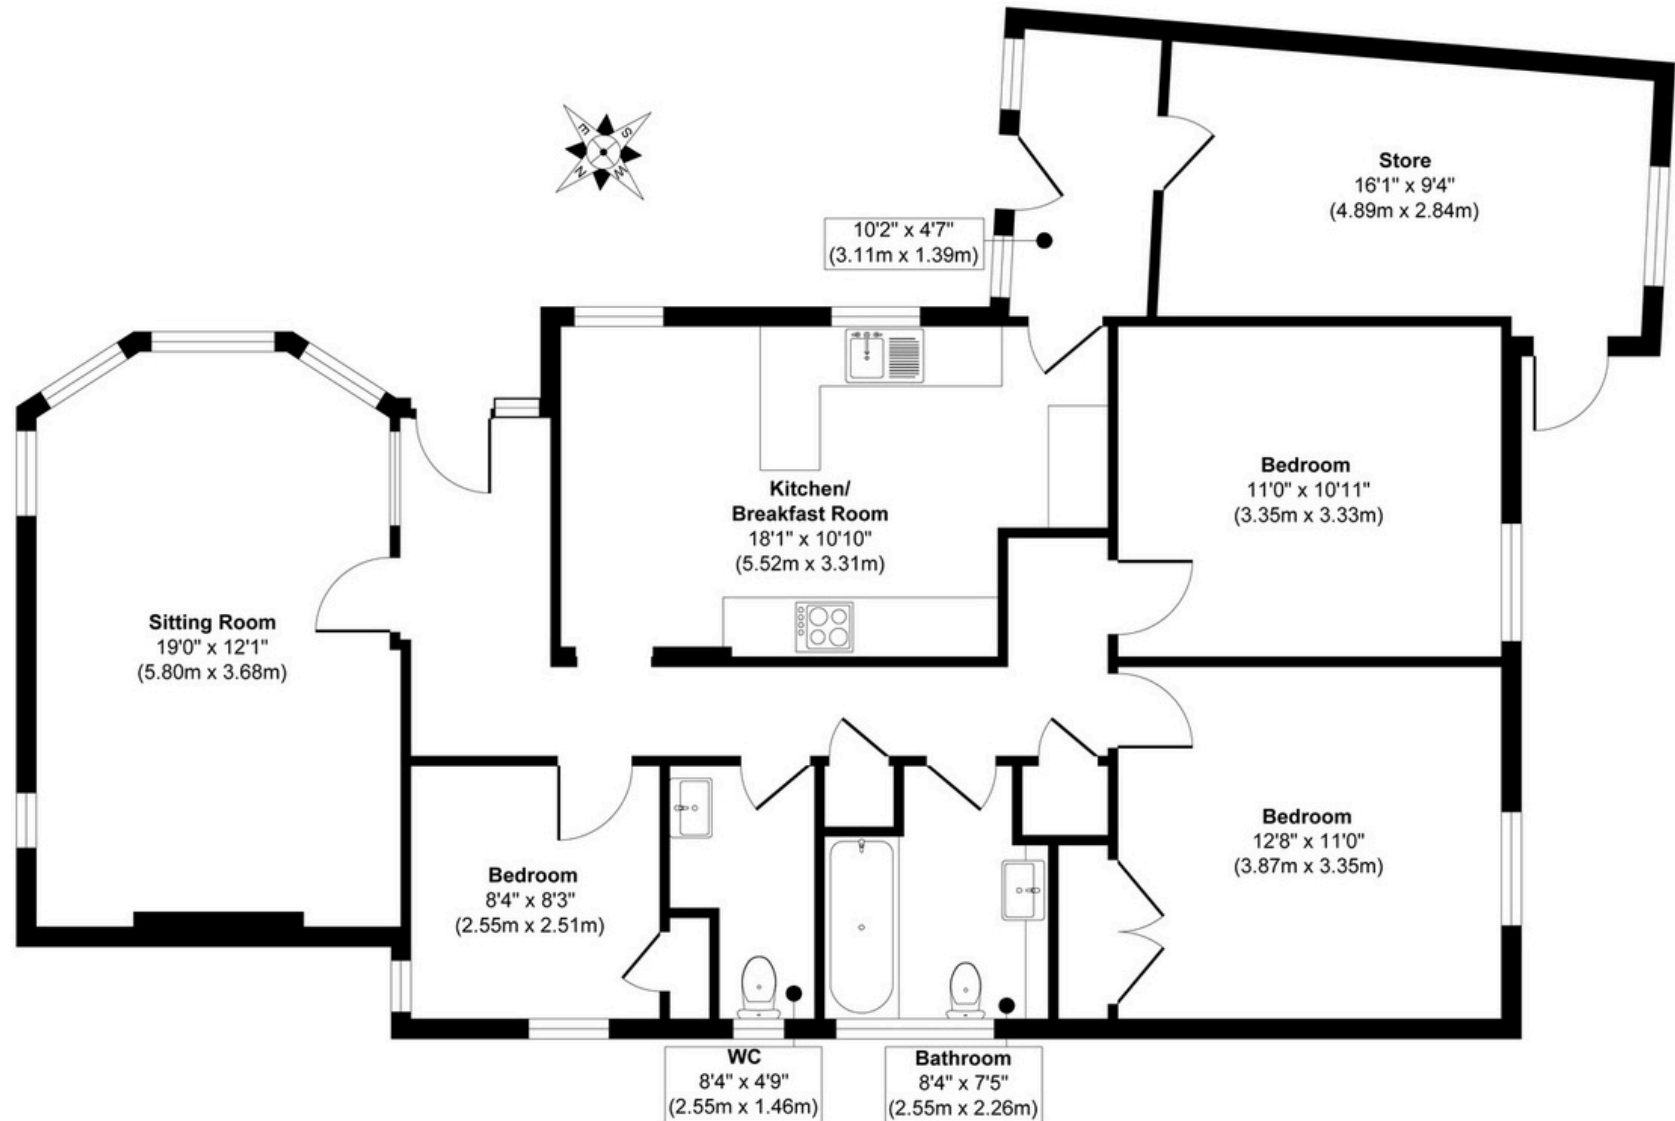 E
S
N
W
Store
16'1" x 9'4"
(4.89m x 2.84m)
10'2" x 4'7"
(3.11m x 1.39m)
Bedroom
11'0" x 10'11"
(3.35m x 3.33m)
Kitchen/
Breakfast Room
18'1" x 10'10"
(5.52m x 3.31m)
Sitting Room
19'0" x 12'1"
(5.80m x 3.68m)
Bedroom
12'8" x 11'0"
(3.87m x 3.35m)
Bedroom
8'4" x 8'3"
(2.55m x 2.51m)
WC
8'4" x 4'9"
(2.55m x 1.46m)
Bathroom
8'4" x 7'5"
(2.55m x 2.26m)